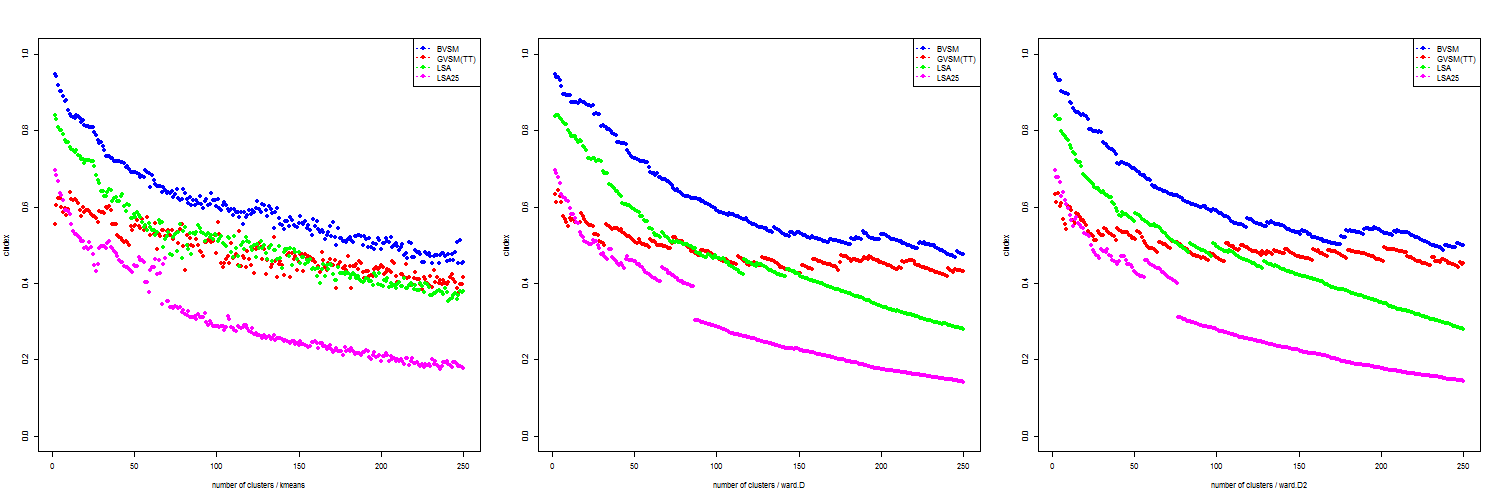 BVSM
GVSM(TT)
LSA
LSA25
1.0
0.8
0.6
0.4
0.2
0.0
cindex
0 50 100 150 200 250
number of clusters / kmeans
BVSM
GVSM(TT)
LSA
LSA25
1.0
0.8
0.6
0.4
0.2
0.0
cindex
0 50 100 150 200 250
number of clusters / ward.D
BVSM
GVSM(TT)
LSA
LSA25
1.0
0.8
0.6
0.4
0.2
0.0
cindex
0 50 100 150 200 250
number of clusters / ward.D2